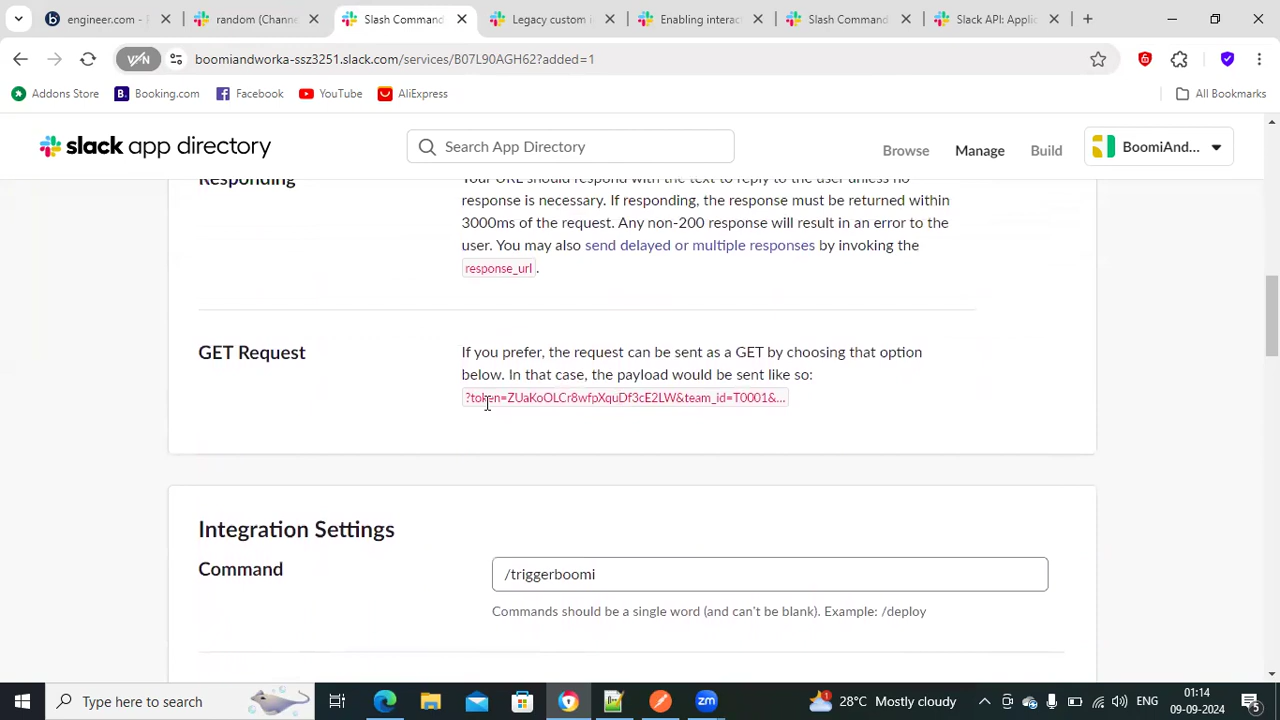 engineer.com - F
random (Channe
Slash Command
Legacy custom i
Enabling interac
Slash Command
Slack API: Applic
boomiandworka-ssz3251.slack.com/services/B07L90AGH62?added=1
Addons Store
Booking.com
Facebook
YouTube
AliExpress
All Bookmarks
slack app directory
Search App Directory
Browse
Manage
Build
BoomiAnd...
Responding
Your URL should respond with the text to reply to the user unless no
response is necessary. If responding, the response must be returned within
3000ms of the request. Any non-200 response will result in an error to the
user. You may also send delayed or multiple responses by invoking the
response_url.
GET Request
If you prefer, the request can be sent as a GET by choosing that option
below. In that case, the payload would be sent like so:
?token=ZUaKoOLCr8wfpXquDf3cE2LW&team_id=T0001&...
Integration Settings
Command
/triggerboomi
Commands should be a single word (and can't be blank). Example: /deploy
Type here to search
28°C Mostly cloudy
ENG
01:14
09-09-2024
5